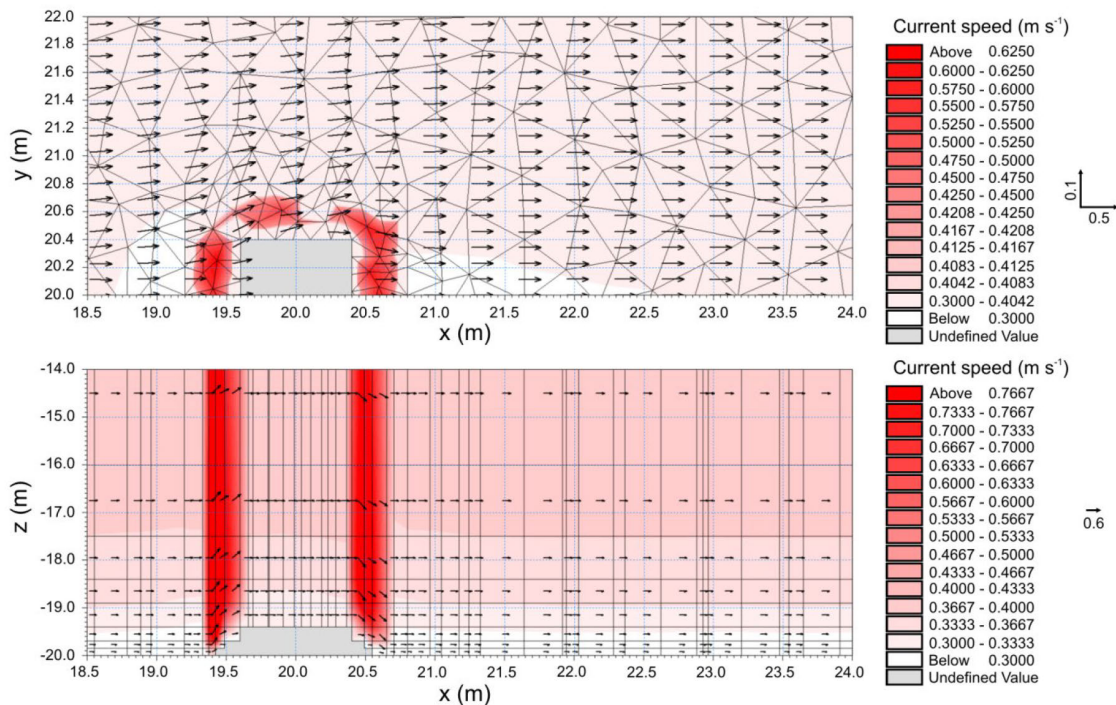 22.0
21.8
21.6
21.4
21.2
21.0
20.8
20.6
20.4
20.2
20.0
y (m)
18.5 19.0 19.5 20.0 20.5 21.0 21.5 22.0 22.5 23.0 23.5 24.0
x (m)
Current speed (m s⁻¹)
Above 0.6250
0.6000 - 0.6250
0.5750 - 0.6000
0.5500 - 0.5750
0.5250 - 0.5500
0.5000 - 0.5250
0.4750 - 0.5000
0.4500 - 0.4750
0.4250 - 0.4500
0.4208 - 0.4250
0.4167 - 0.4208
0.4125 - 0.4167
0.4083 - 0.4125
0.4042 - 0.4083
0.3000 - 0.4042
Below 0.3000
Undefined Value
0.1
0.5
-14.0
-15.0
-16.0
-17.0
-18.0
-19.0
-20.0
z (m)
18.5 19.0 19.5 20.0 20.5 21.0 21.5 22.0 22.5 23.0 23.5 24.0
x (m)
Current speed (m s⁻¹)
Above 0.7667
0.7333 - 0.7667
0.7000 - 0.7333
0.6667 - 0.7000
0.6333 - 0.6667
0.6000 - 0.6333
0.5667 - 0.6000
0.5333 - 0.5667
0.5000 - 0.5333
0.4667 - 0.5000
0.4333 - 0.4667
0.4000 - 0.4333
0.3667 - 0.4000
0.3333 - 0.3667
0.3000 - 0.3333
Below 0.3000
Undefined Value
0.6